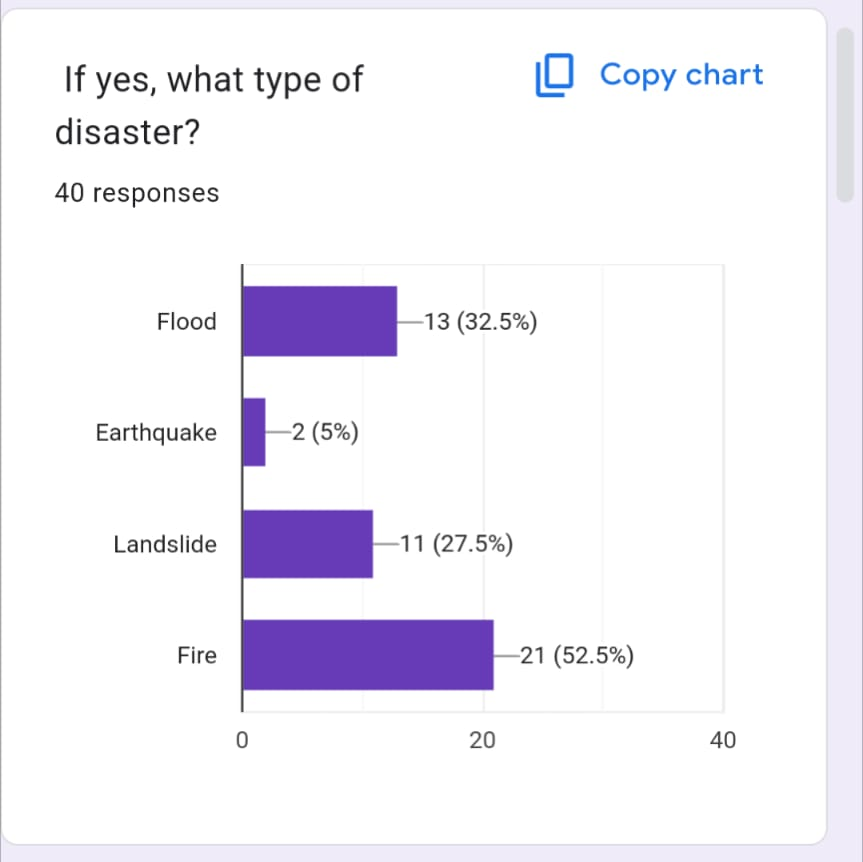 If yes, what type of
disaster?
Copy chart
40 responses
Flood
13 (32.5%)
Earthquake
2 (5%)
Landslide
11 (27.5%)
Fire
21 (52.5%)
0
20
40